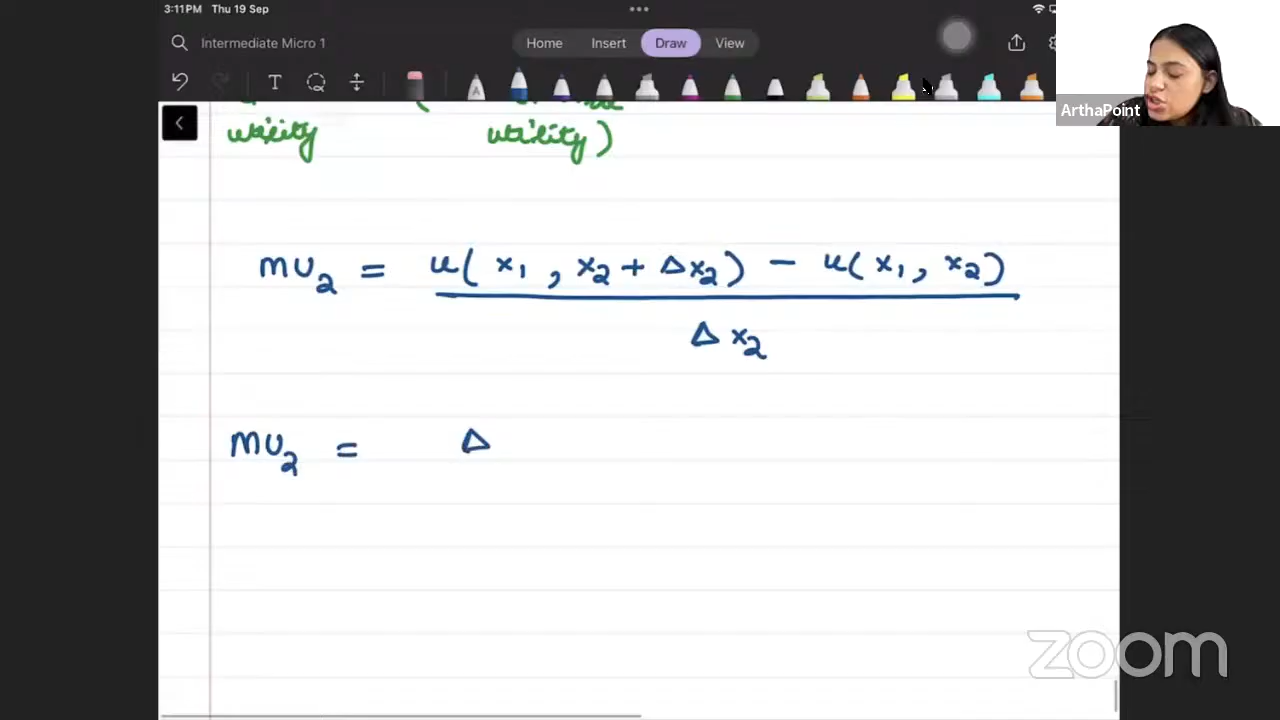 3:11PM Thu 19 Sep
Intermediate Micro 1
Home Insert Draw View
ArthaPoint
utility utility)
MU₂ = u( x₁ , x₂ + Δx₂ ) - u( x₁ , x₂ )
Δ x₂
MU₂ = Δ
zoom